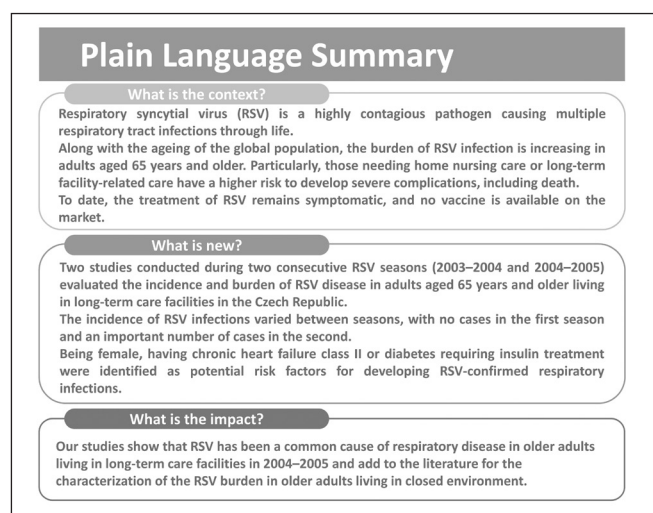 Plain Language Summary
What is the context?
Respiratory syncytial virus (RSV) is a highly contagious pathogen causing multiple
respiratory tract infections through life.
Along with the ageing of the global population, the burden of RSV infection is increasing in
adults aged 65 years and older. Particularly, those needing home nursing care or long-term
facility-related care have a higher risk to develop severe complications, including death.
To date, the treatment of RSV remains symptomatic, and no vaccine is available on the
market.
What is new?
Two studies conducted during two consecutive RSV seasons (2003–2004 and 2004–2005)
evaluated the incidence and burden of RSV disease in adults aged 65 years and older living
in long-term care facilities in the Czech Republic.
The incidence of RSV infections varied between seasons, with no cases in the first season
and an important number of cases in the second.
Being female, having chronic heart failure class II or diabetes requiring insulin treatment
were identified as potential risk factors for developing RSV-confirmed respiratory
infections.
What is the impact?
Our studies show that RSV has been a common cause of respiratory disease in older adults
living in long-term care facilities in 2004–2005 and add to the literature for the
characterization of the RSV burden in older adults living in closed environment.